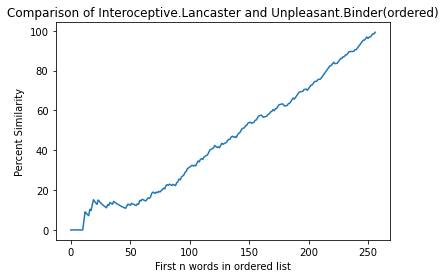 Comparison of Interoceptive.Lancaster and Unpleasant.Binder(ordered)
100
80
60
40
20
0
Percent Similarity
0 50 100 150 200 250
First n words in ordered list